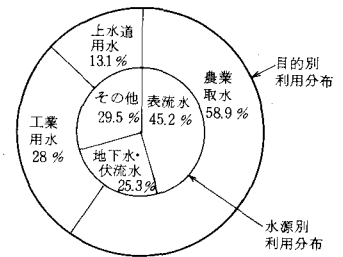 上水道
用水
13.1 %
農業
取水
58.9 %
目的別
利用分布
その他
29.5 %
表流水
45.2 %
工業
用水
28 %
地下水・
伏流水
25.3 %
水源別
利用分布